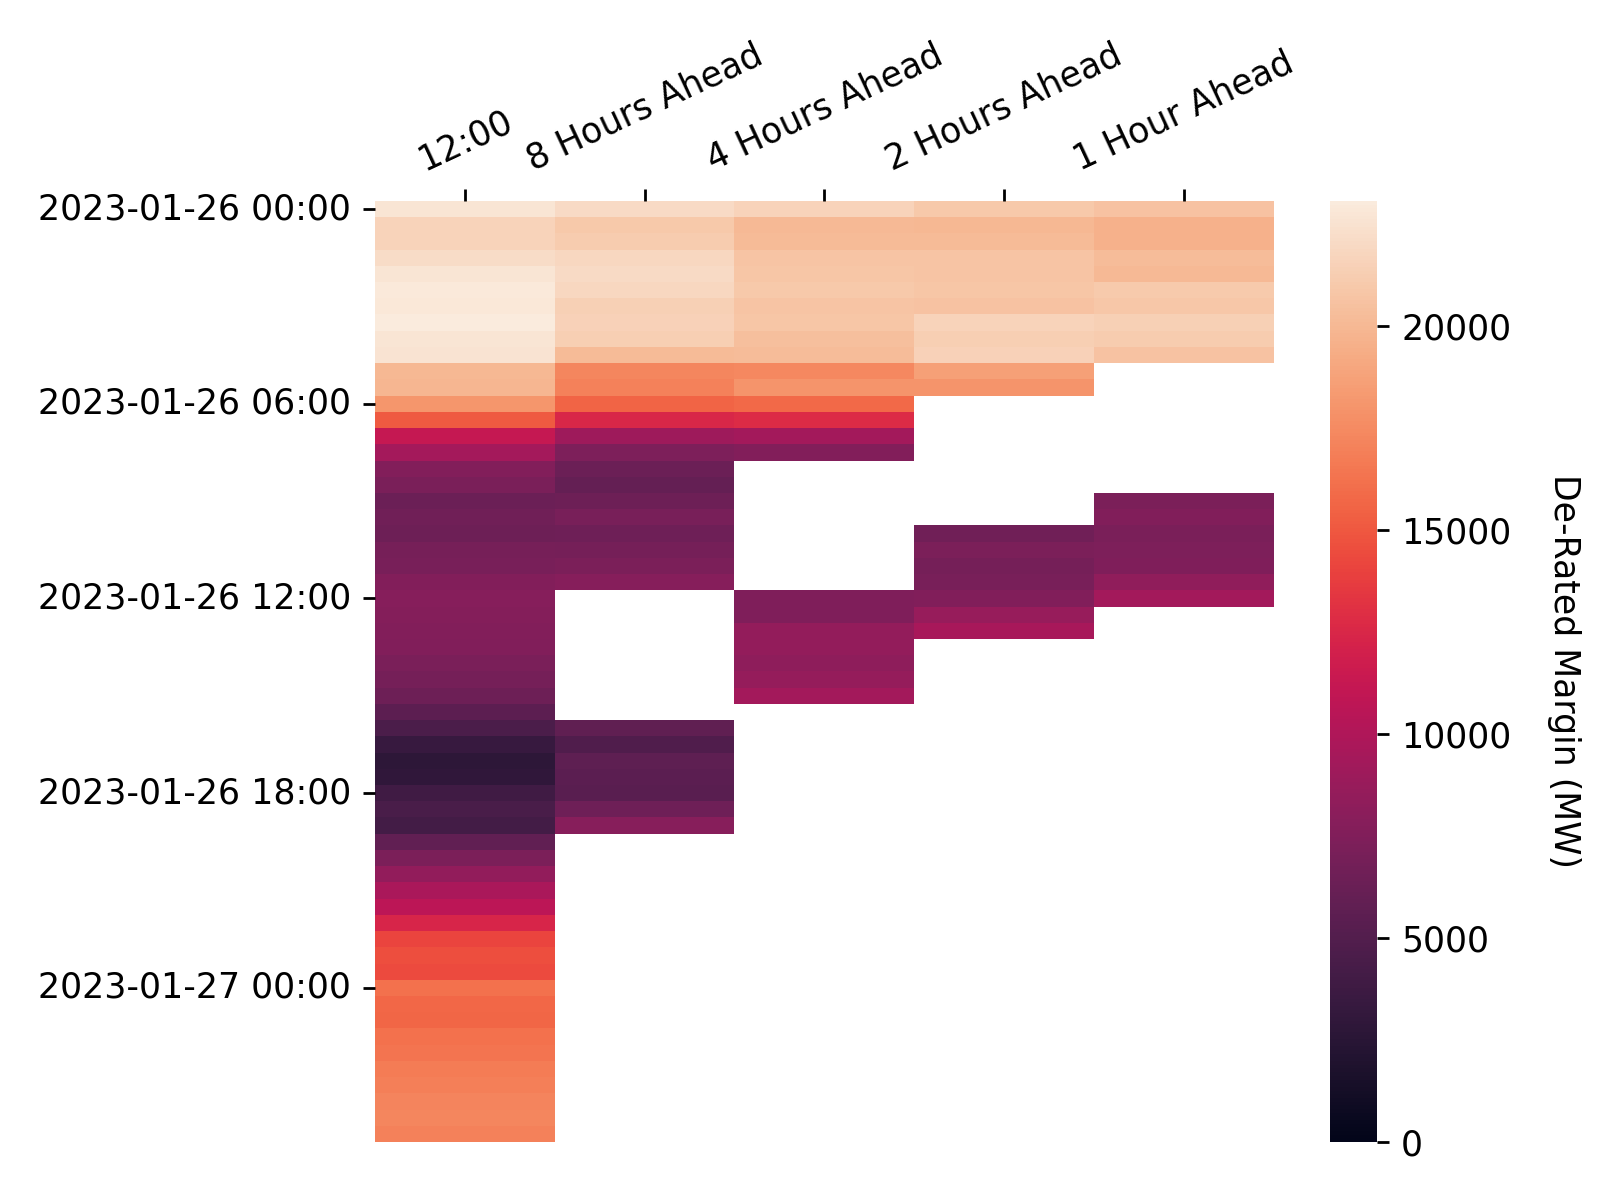 12:00
8 Hours Ahead
4 Hours Ahead
2 Hours Ahead
1 Hour Ahead
2023-01-26 00:00
2023-01-26 06:00
2023-01-26 12:00
2023-01-26 18:00
2023-01-27 00:00
20000
15000
10000
5000
0
De-Rated Margin (MW)